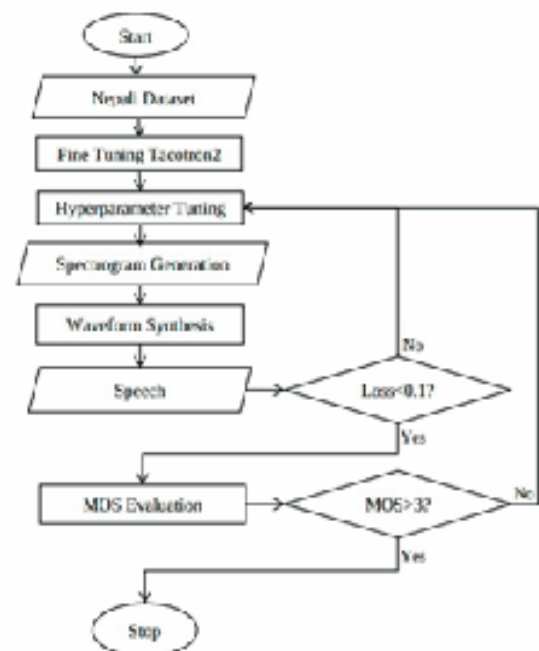 Start
Nepali Dataset
Fine Tuning Tacotron2
Hyperparameter Tuning
Spectrogram Generation
Waveform Synthesis
No
Speech
Loss<0.1?
Yes
MOS Evaluation
MOS>3?
No
Yes
Stop